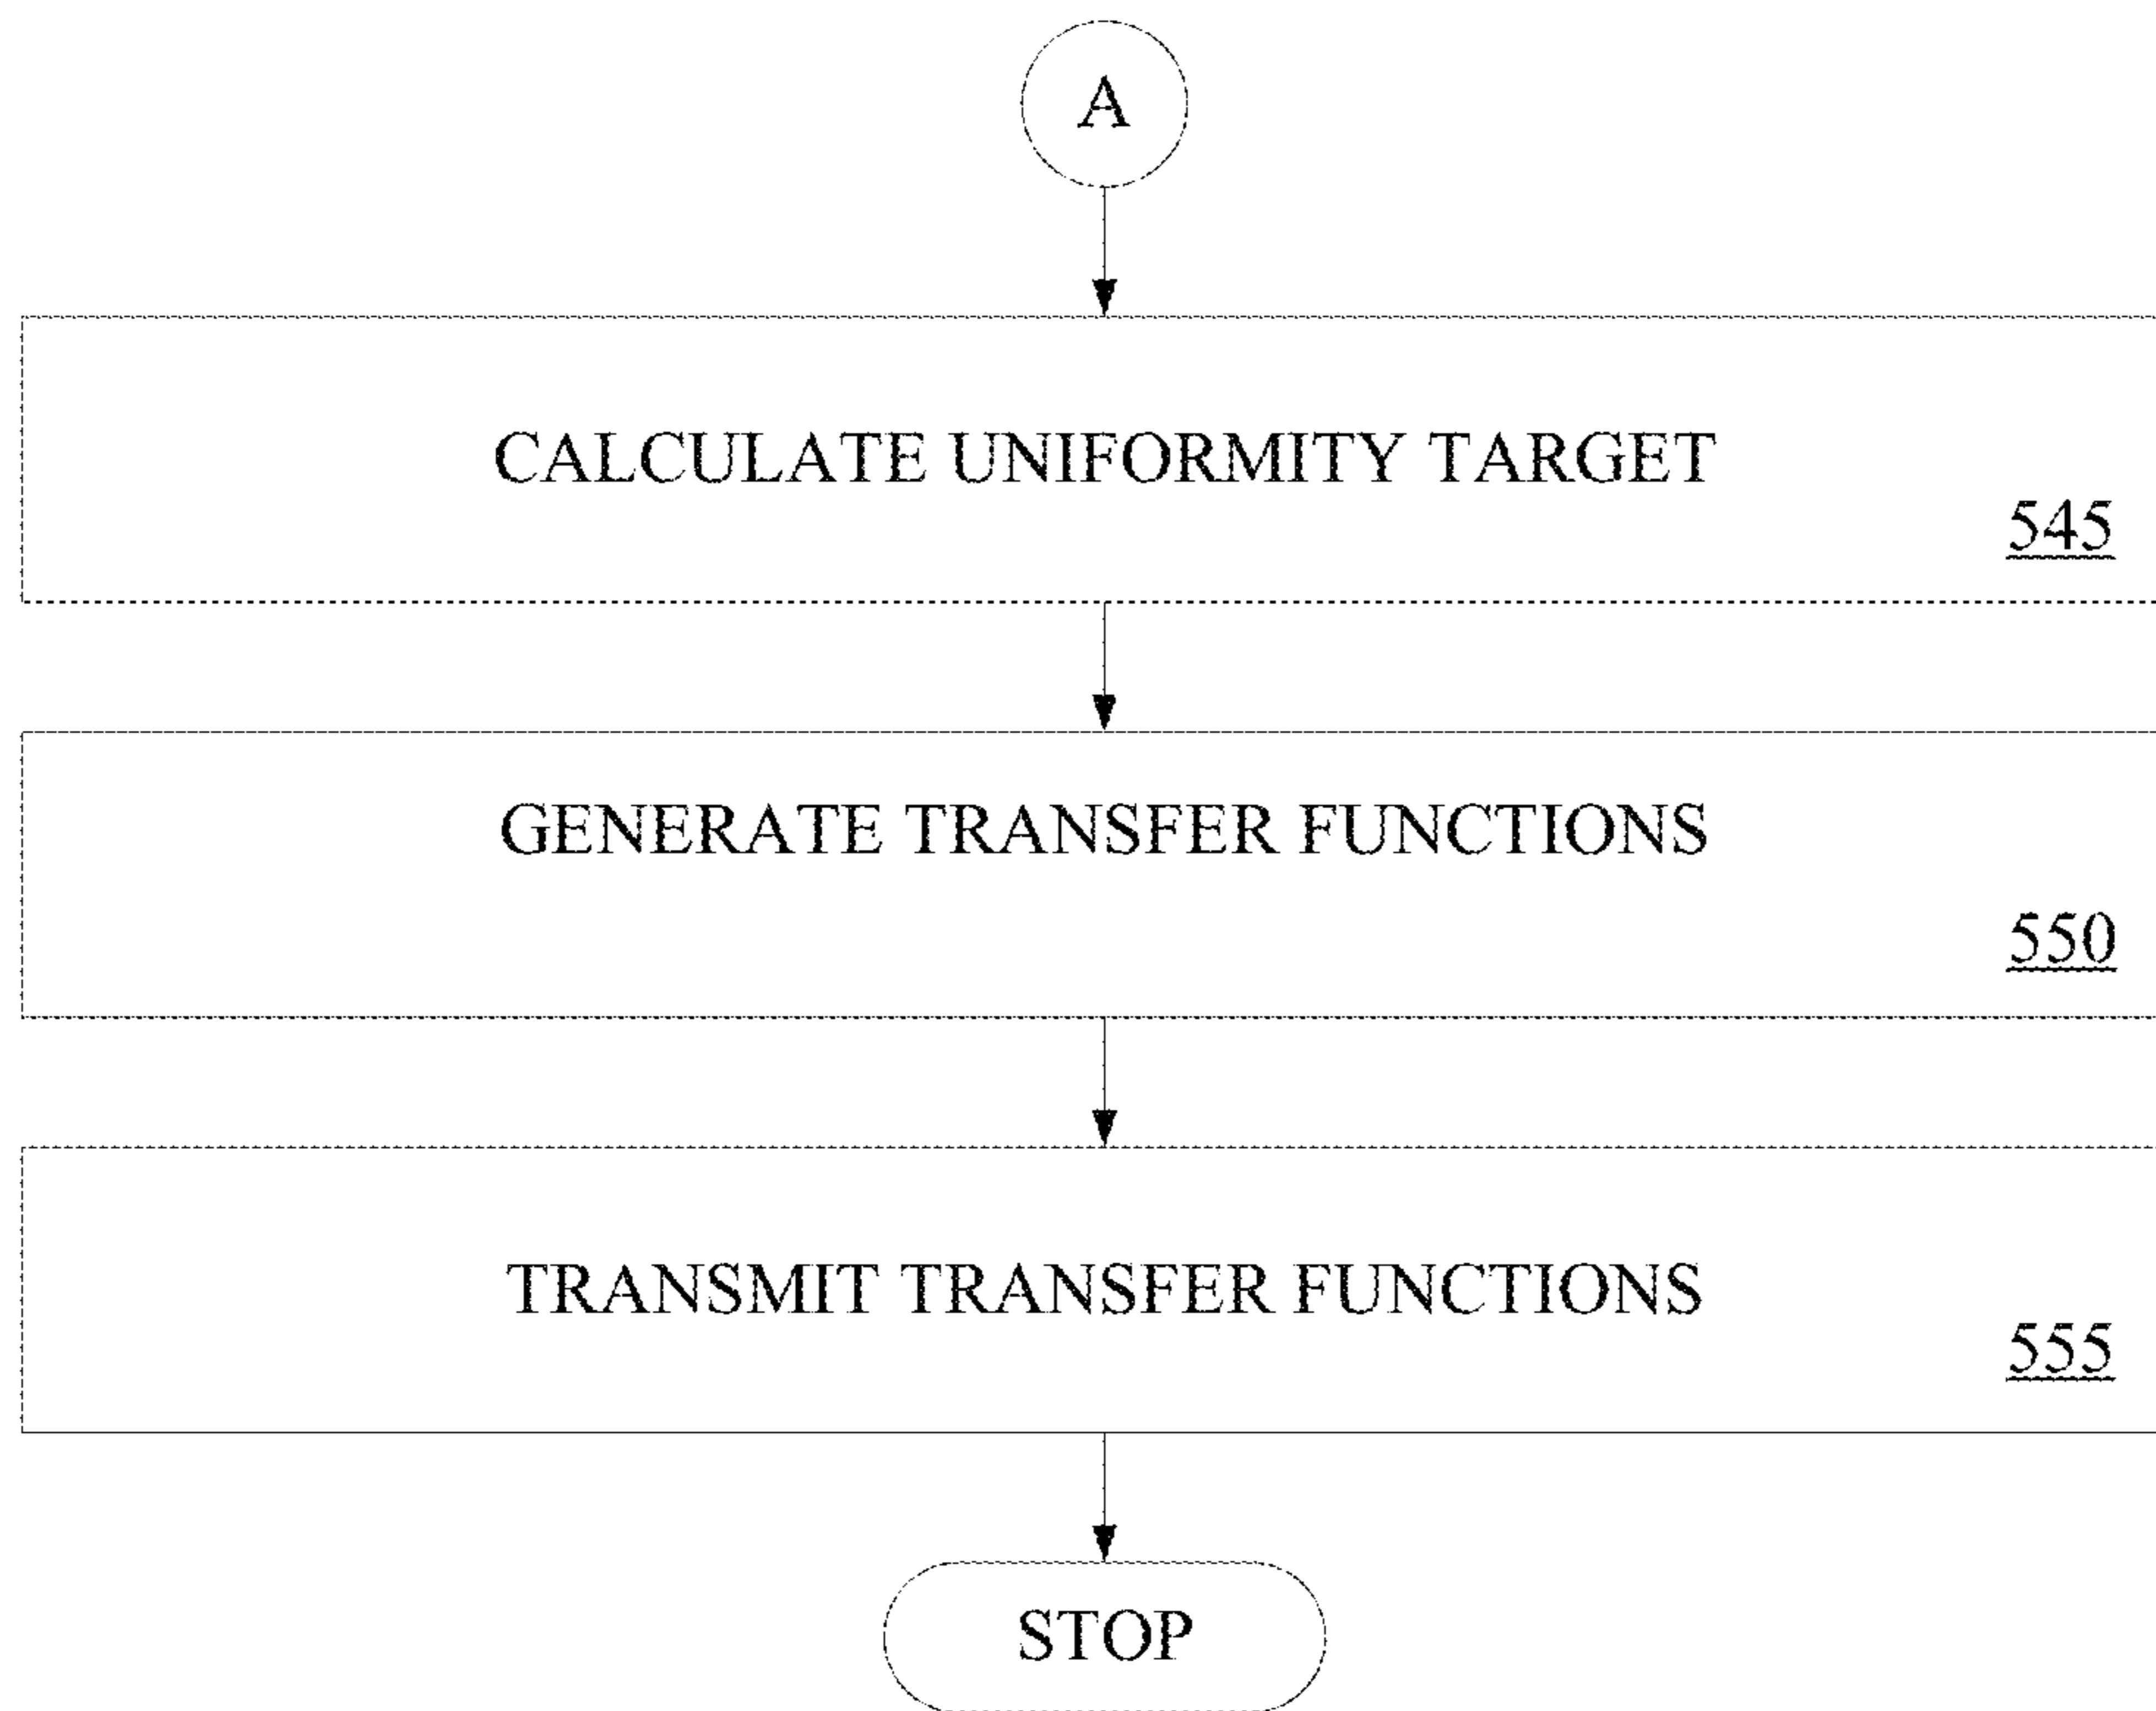 A
CALCULATE UNIFORMITY TARGET
545
GENERATE TRANSFER FUNCTIONS
550
TRANSMIT TRANSFER FUNCTIONS
555
STOP